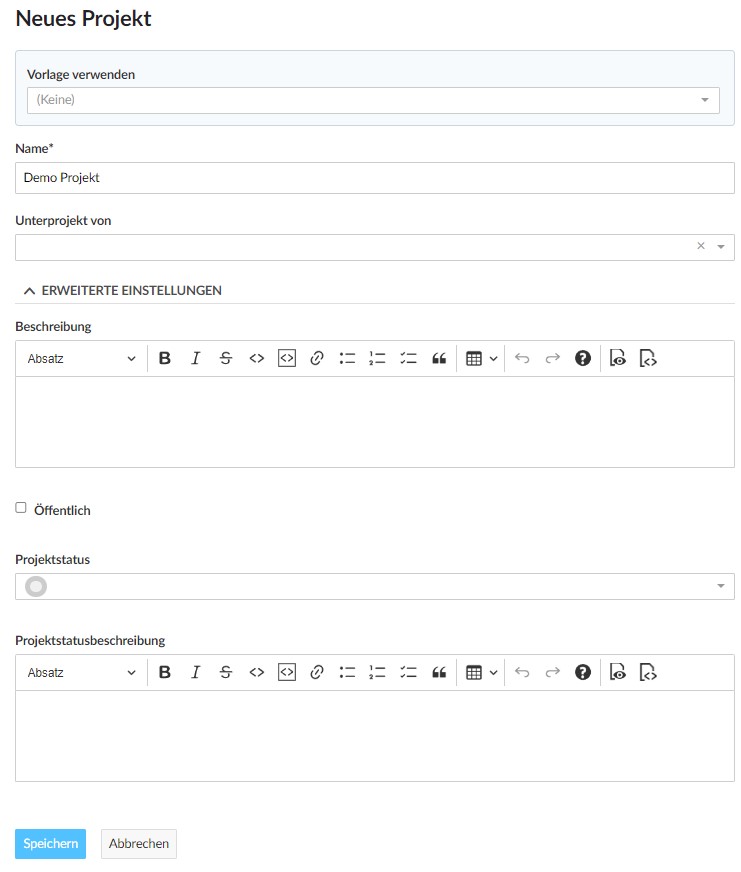 Neues Projekt
Vorlage verwenden
(Keine)
Name*
Demo Projekt
Unterprojekt von
ERWEITERTE EINSTELLUNGEN
Beschreibung
Absatz
Öffentlich
Projektstatus
Projektstatusbeschreibung
Absatz
Speichern Abbrechen